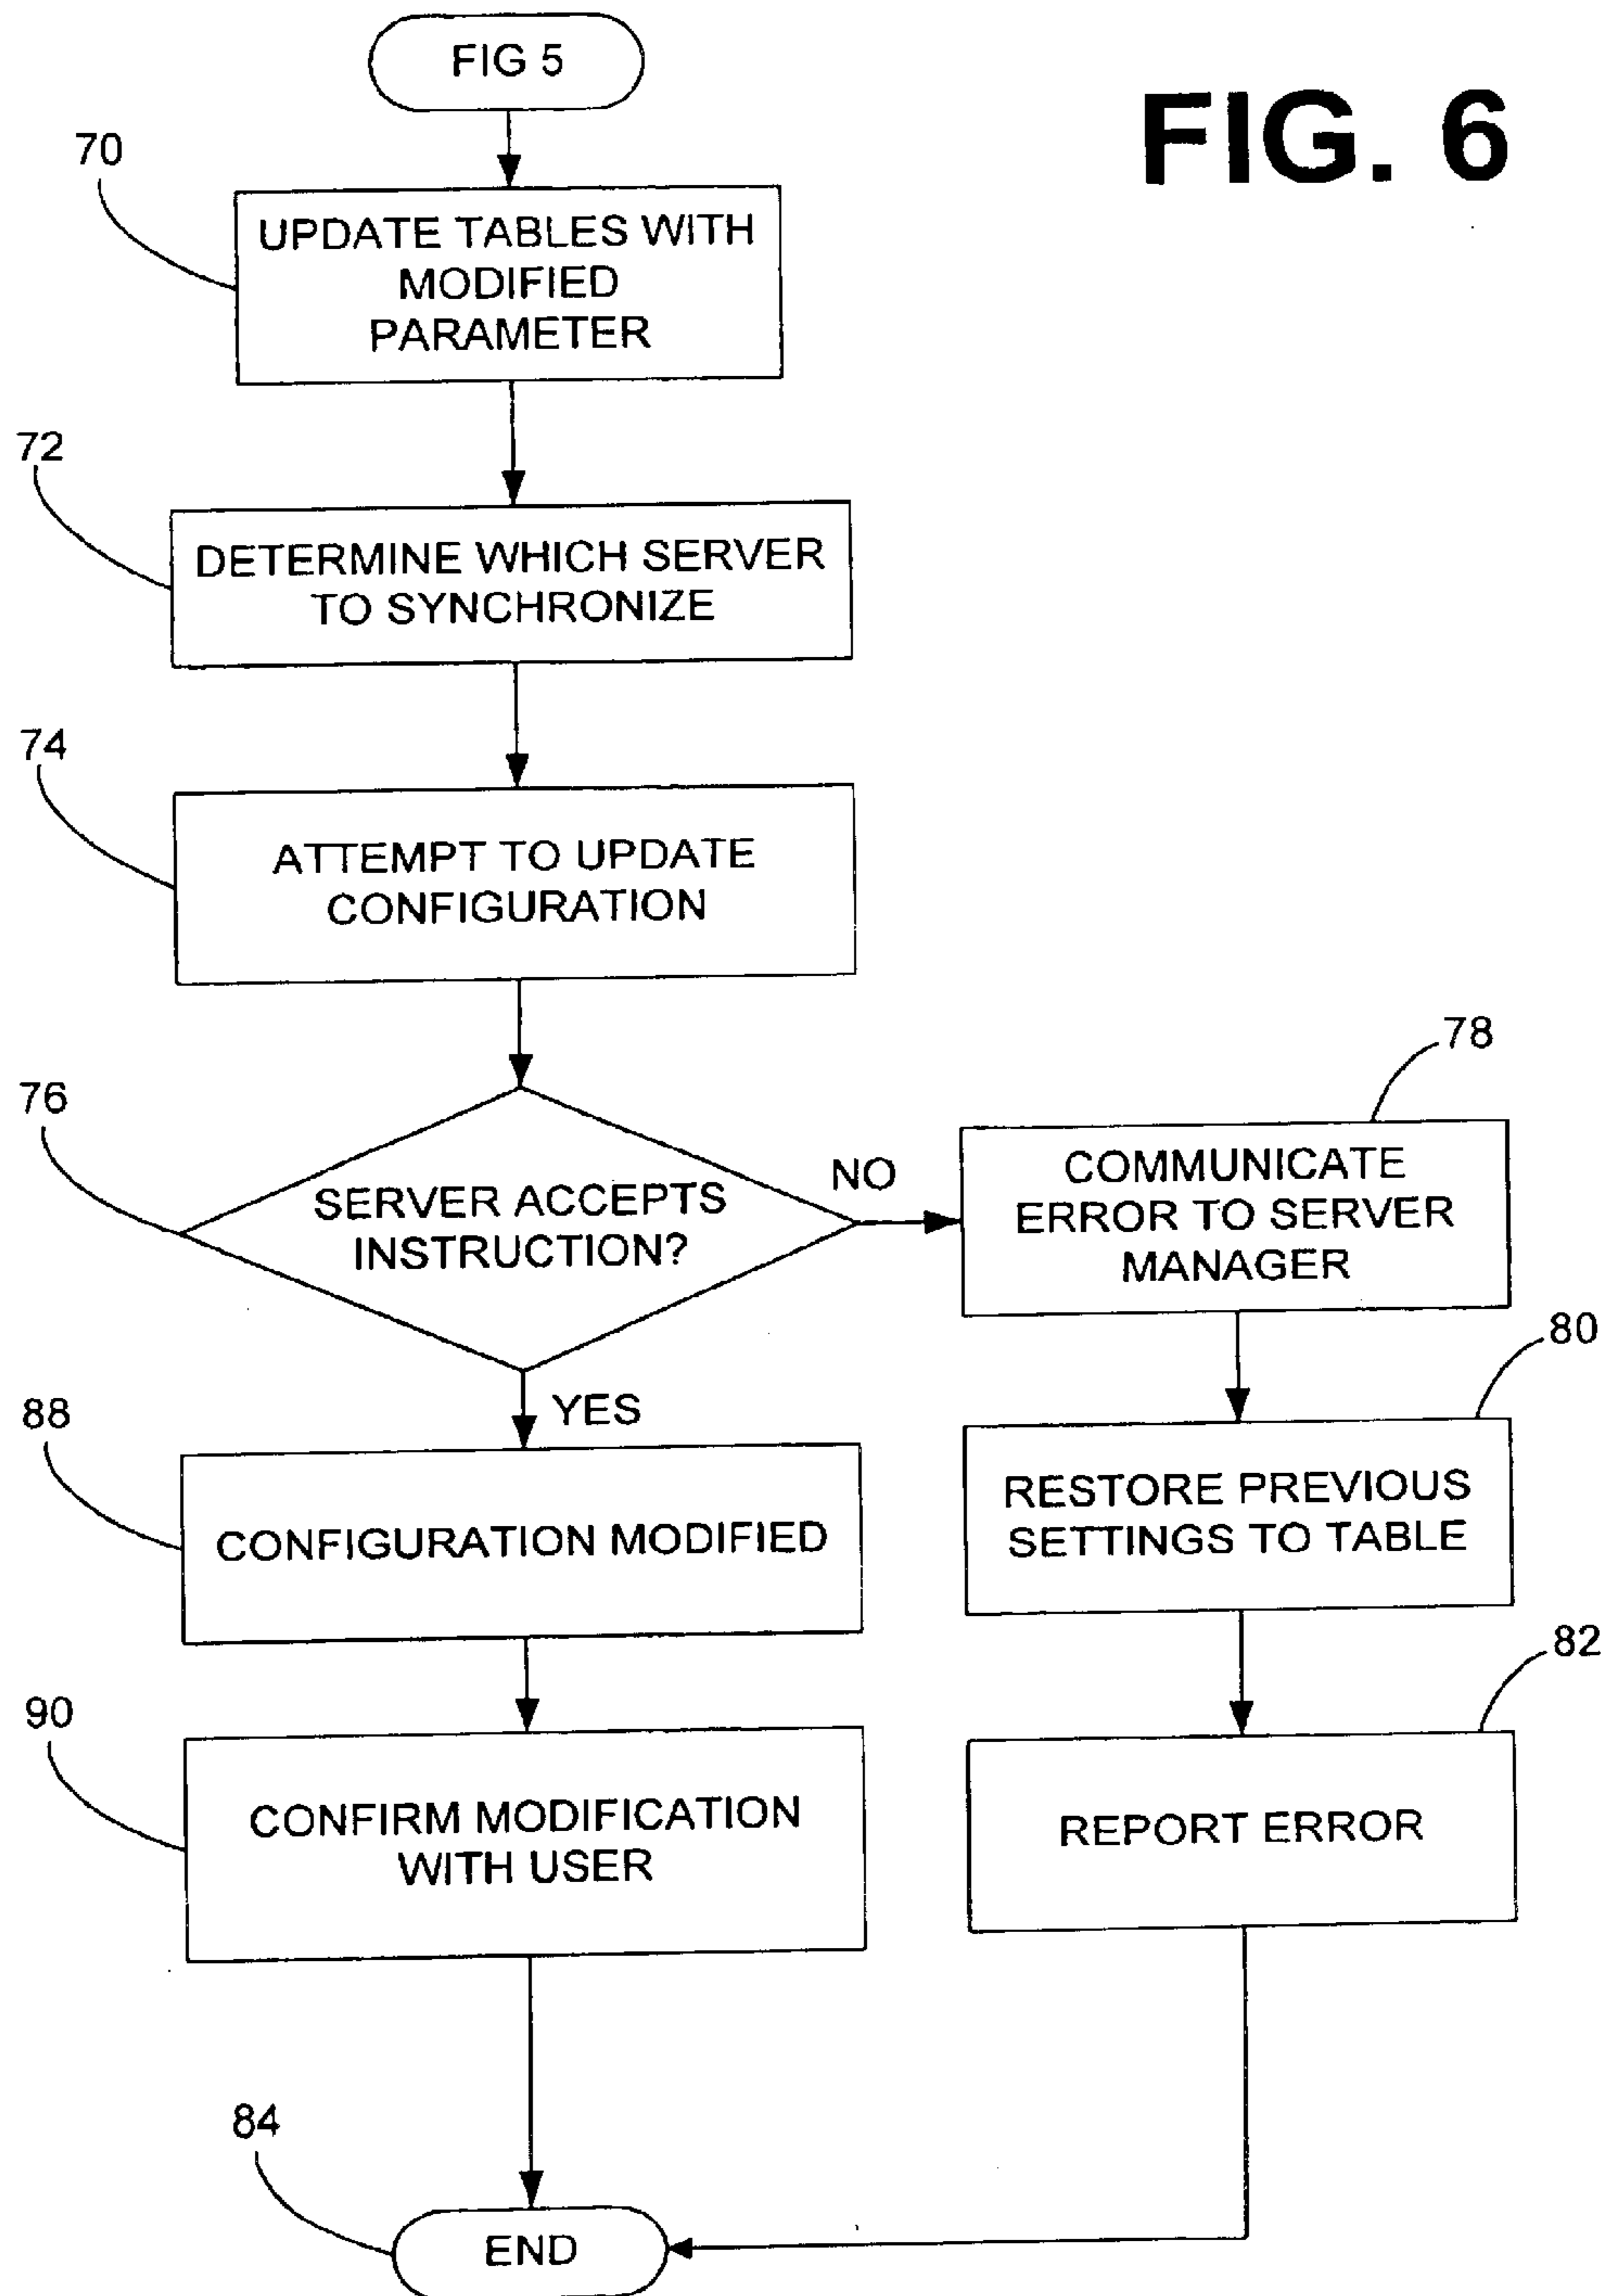 FIG 5
FIG. 6
70
UPDATE TABLES WITH
MODIFIED
PARAMETER
72
DETERMINE WHICH SERVER
TO SYNCHRONIZE
74
ATTEMPT TO UPDATE
CONFIGURATION
76
SERVER ACCEPTS
INSTRUCTION?
NO
78
COMMUNICATE
ERROR TO SERVER
MANAGER
80
RESTORE PREVIOUS
SETTINGS TO TABLE
82
REPORT ERROR
YES
88
CONFIGURATION MODIFIED
90
CONFIRM MODIFICATION
WITH USER
84
END